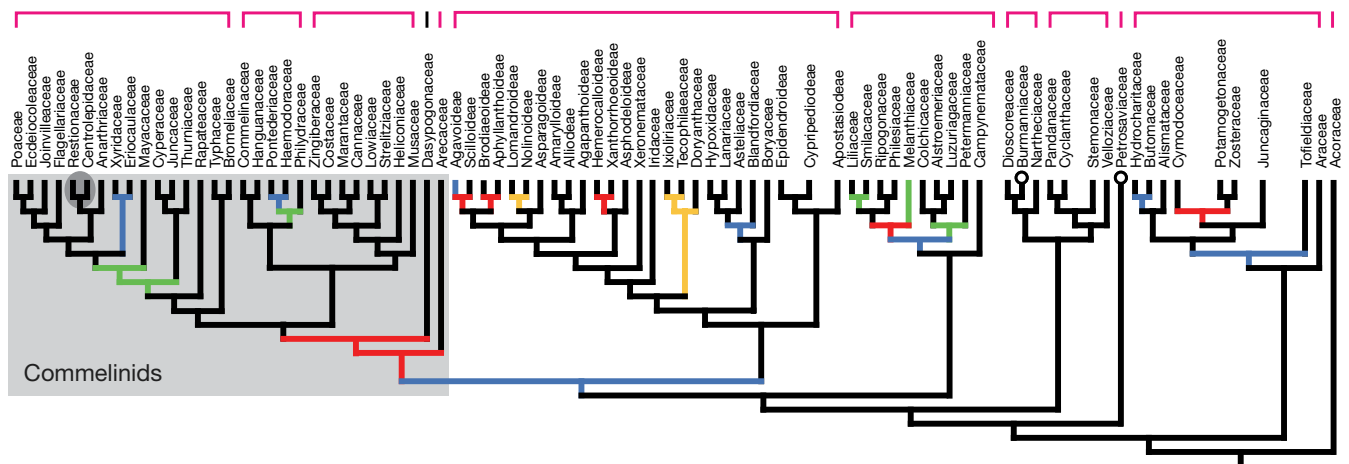 Poaceae
Ecdeiocoleaceae
Joinvilleaceae
Flagellariaceae
Restionaceae
Centrolepidaceae
Anarthriaceae
Xyridaceae
Eriocaulaceae
Mayacaceae
Cyperaceae
Juncaceae
Thurniaceae
Rapateaceae
Typhaceae
Bromeliaceae
Commelinaceae
Hanguanaceae
Pontederiaceae
Haemodoraceae
Philydraceae
Zingiberaceae
Costaceae
Marantaceae
Cannaceae
Lowiaceae
Strelitziaceae
Heliconiaceae
Musaceae
Dasypogonaceae
Arecaceae
Agavoideae
Scilloideae
Brodiaeoideae
Aphyllanthoideae
Lomandroideae
Nolinoideae
Asparagoideae
Amarylloideae
Alliodeae
Agapanthoideae
Hemerocalloideae
Xanthorrhoeoideae
Asphodeloideae
Xeronemataceae
Iridaceae
Ixioliriaceae
Tecophilaeaceae
Doryanthaceae
Hypoxidaceae
Lanariaceae
Asteliaceae
Blandfordiaceae
Boryaceae
Epidendroideae
Cypripediodeae
Apostasiodeae
Liliaceae
Smilacaceae
Ripogonaceae
Philesiaceae
Melanthiaceae
Colchicaceae
Alstroemeriaceae
Luzuriagaceae
Petermanniaceae
Campynemataceae
Dioscoreaceae
Burmanniaceae
Nartheciaceae
Pandanaceae
Cyclanthaceae
Stemonaceae
Velloziaceae
Petrosaviaceae
Hydrocharitaceae
Butomaceae
Alismataceae
Cymodoceaceae
Potamogetonaceae
Zosteraceae
Juncaginaceae
Tofieldiaceae
Araceae
Acoraceae
Commelinids